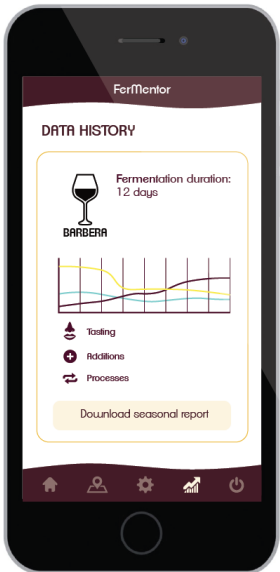 FerMentor
DATA HISTORY
Fermentation duration:
12 days
BARBERA
Tasting
Additions
Processes
Download seasonal report